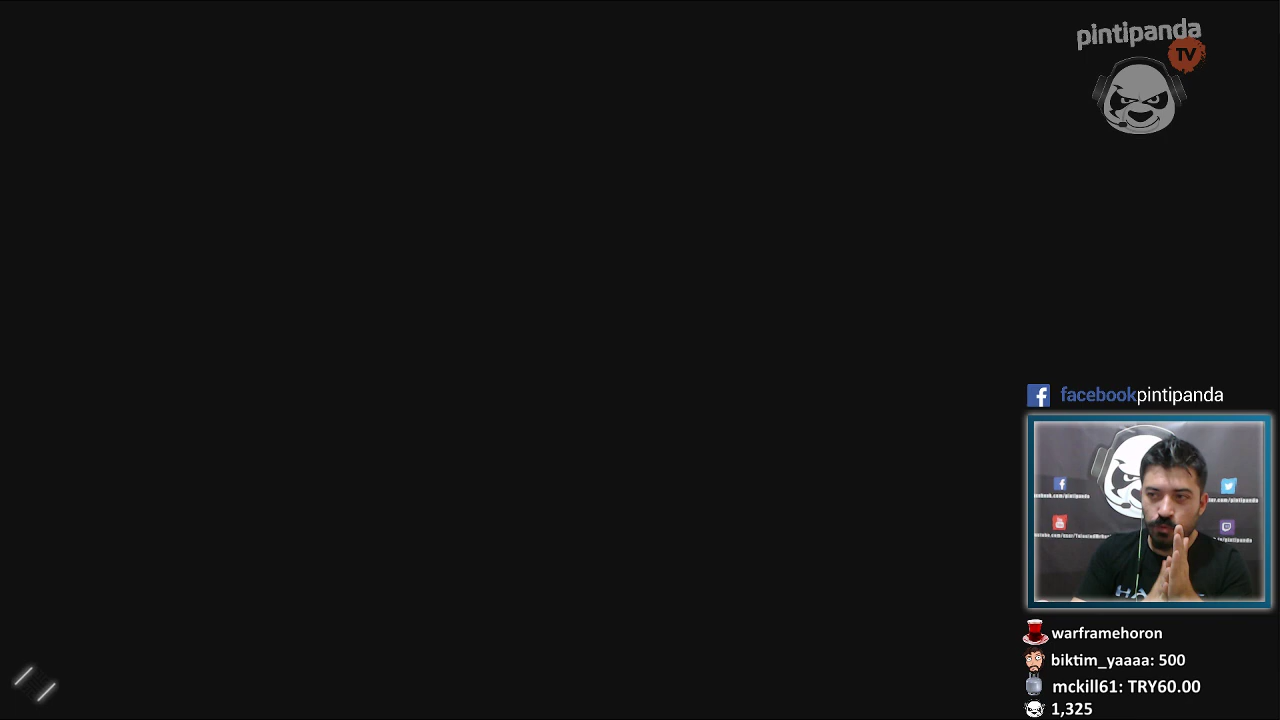 pintipanda
TV
facebookpintipanda
warframehoron
biktim_yaaaa: 500
mckill61: TRY60.00
1,325